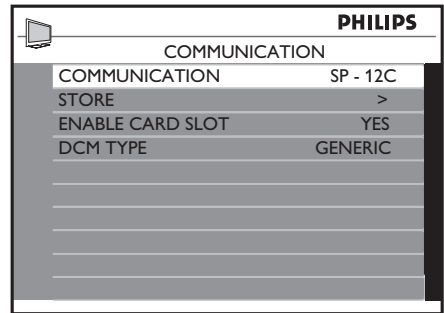 PHILIPS
COMMUNICATION
COMMUNICATION SP - 12C
STORE >
ENABLE CARD SLOT YES
DCM TYPE GENERIC